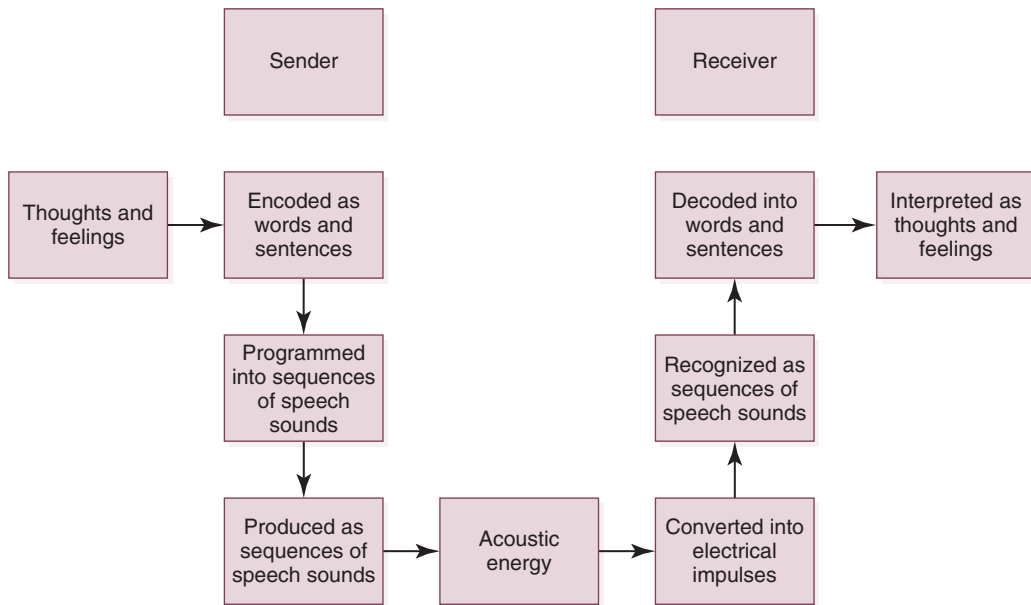 Sender
Receiver
Thoughts and
feelings
Encoded as
words and
sentences
Programmed
into sequences
of speech
sounds
Produced as
sequences of
speech sounds
Acoustic
energy
Converted into
electrical
impulses
Recognized as
sequences of
speech sounds
Decoded into
words and
sentences
Interpreted as
thoughts and
feelings